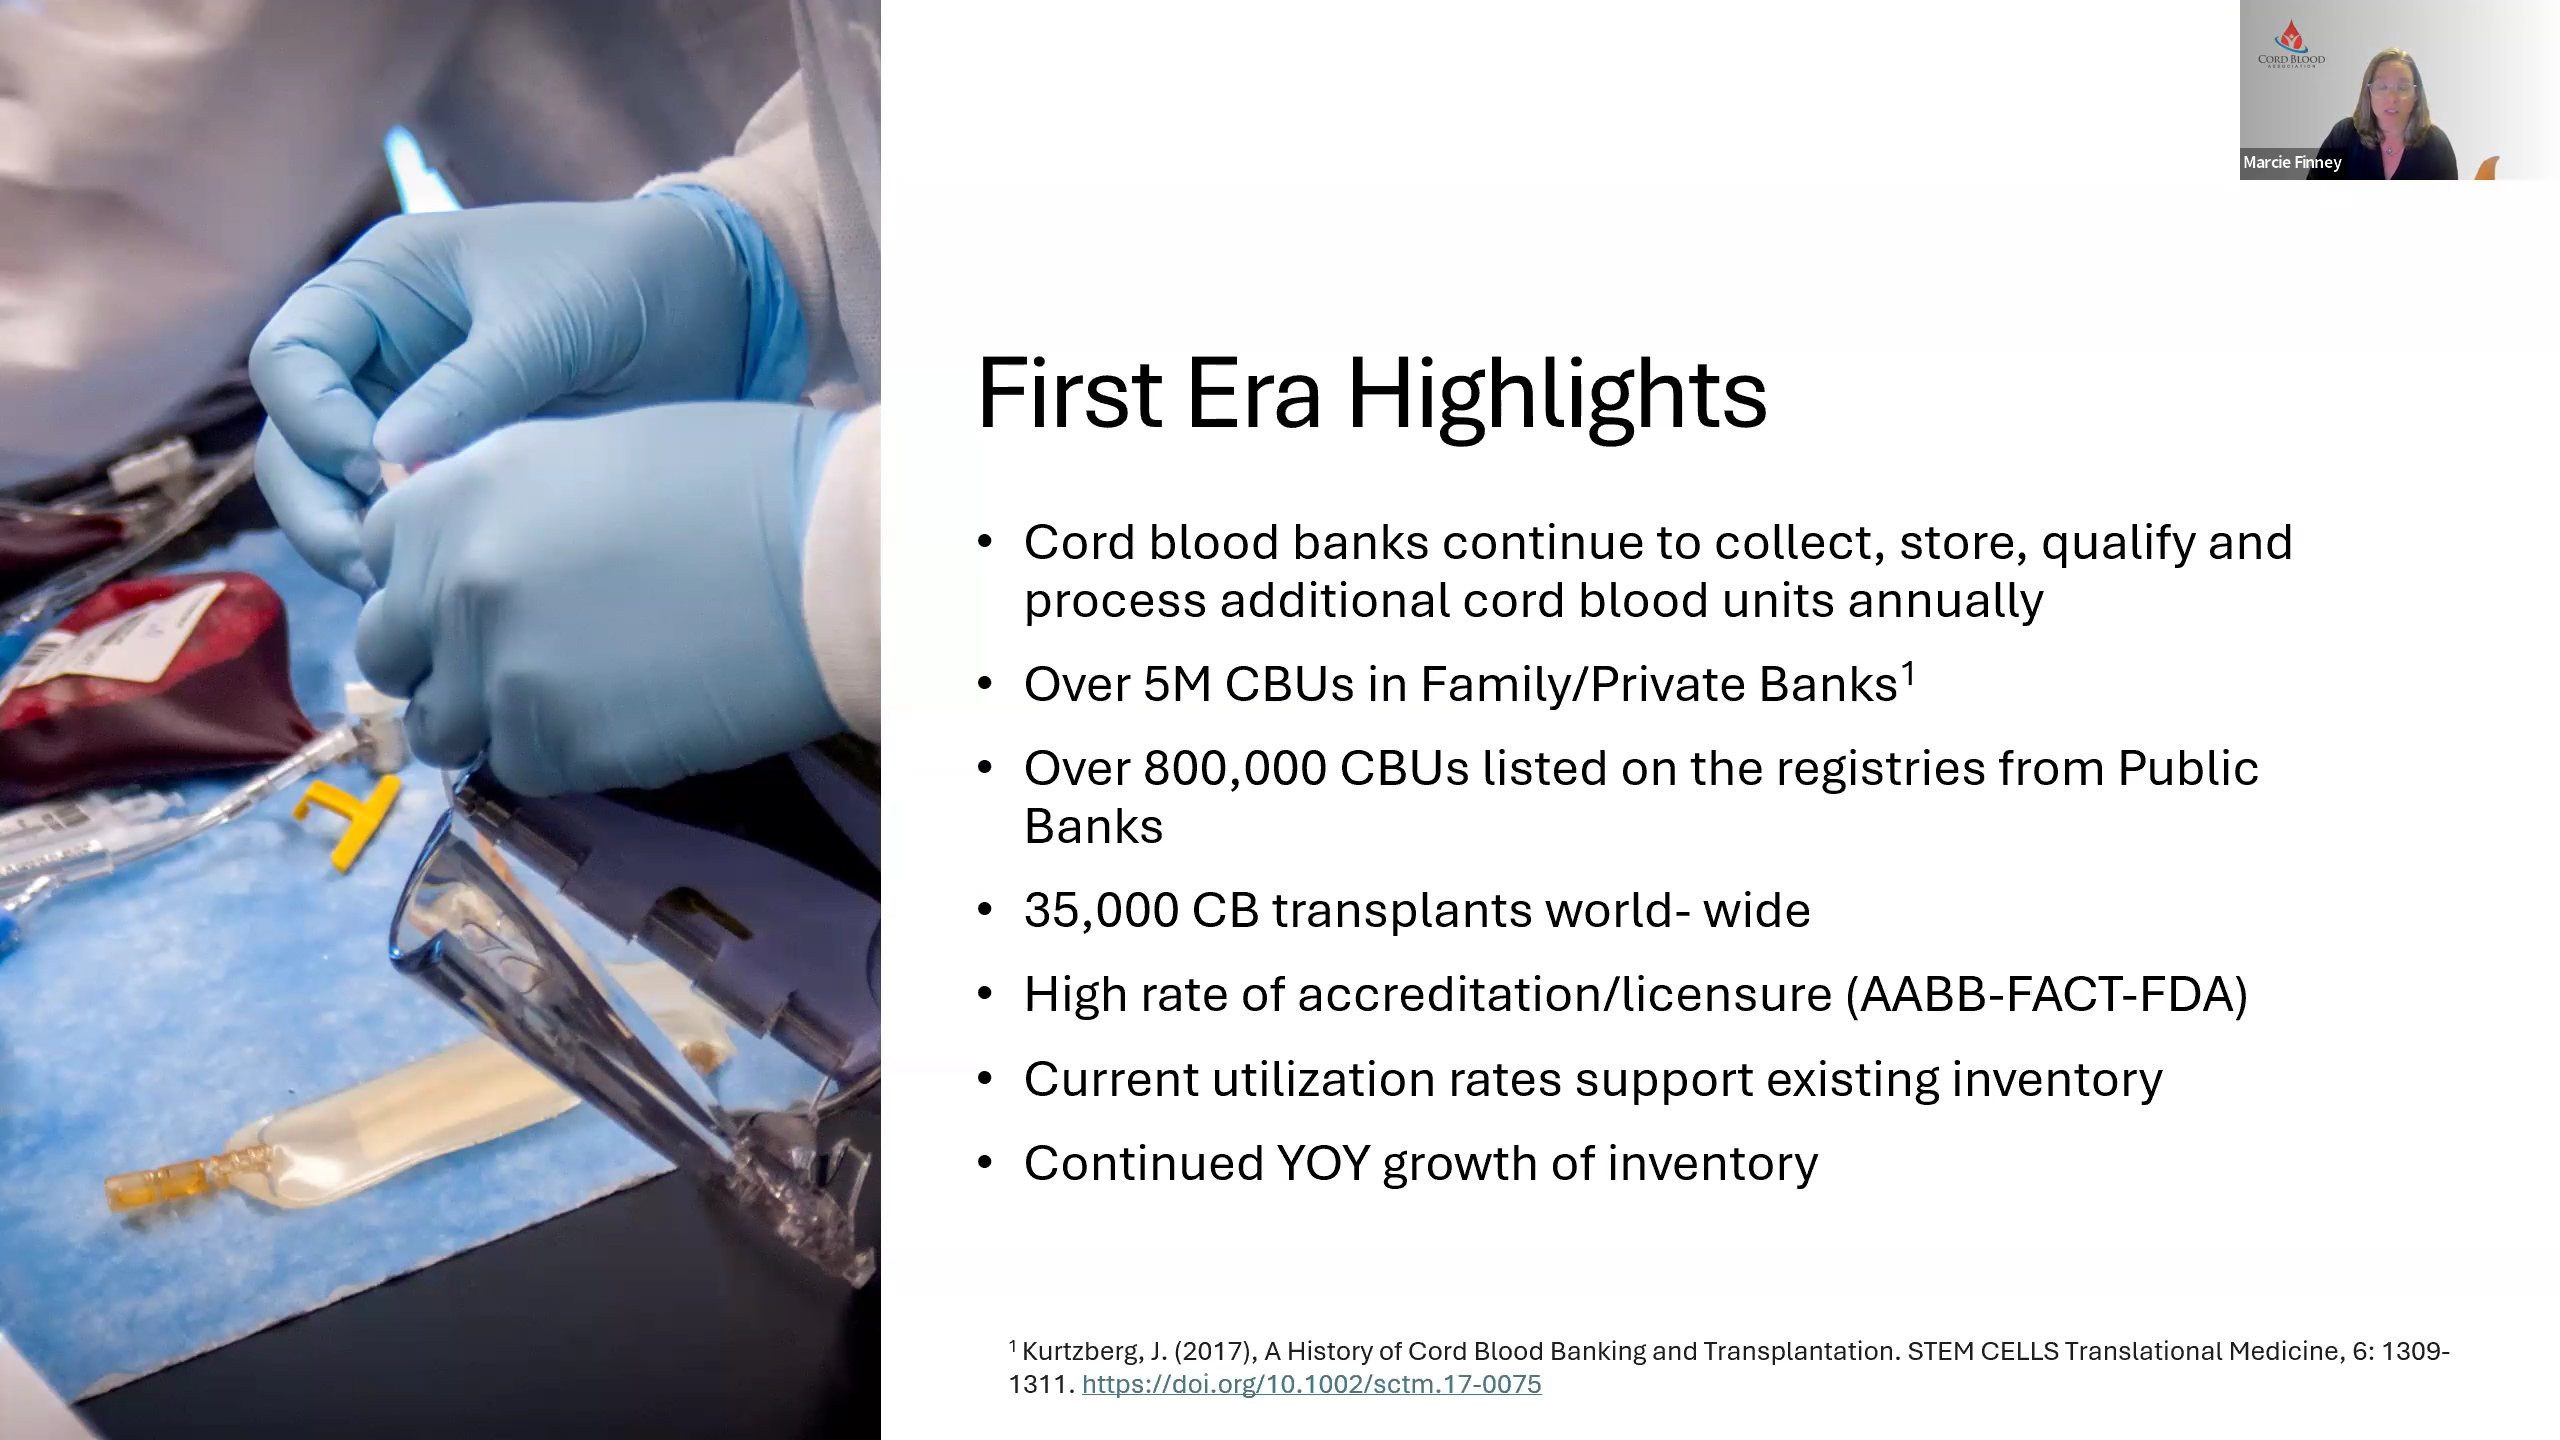 CORD BLOOD
ASSOCIATION
Marcie Finney
First Era Highlights
• Cord blood banks continue to collect, store, qualify and
process additional cord blood units annually
• Over 5M CBUs in Family/Private Banks¹
• Over 800,000 CBUs listed on the registries from Public
Banks
• 35,000 CB transplants world- wide
• High rate of accreditation/licensure (AABB-FACT-FDA)
• Current utilization rates support existing inventory
• Continued YOY growth of inventory
¹ Kurtzberg, J. (2017), A History of Cord Blood Banking and Transplantation. STEM CELLS Translational Medicine, 6: 1309-
1311. https://doi.org/10.1002/sctm.17-0075